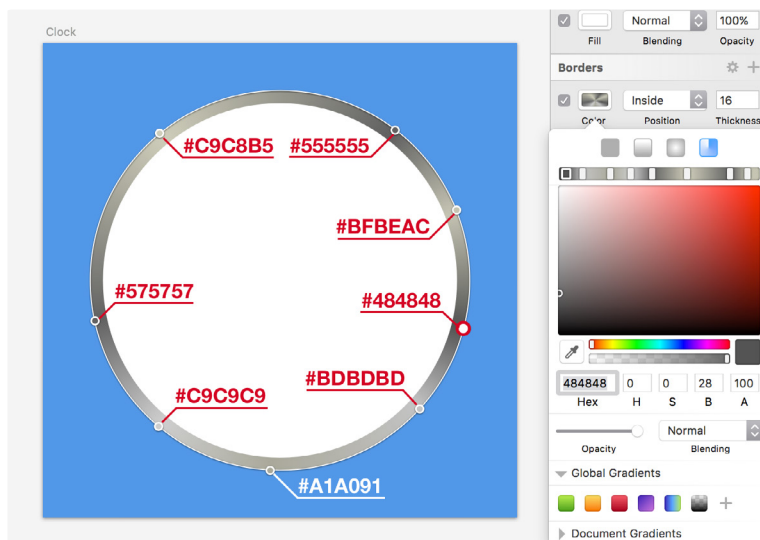 Clock
#C9C8B5
#555555
#BFBEAC
#575757
#484848
#BDBDBD
#C9C9C9
#A1A091
Normal
100%
Fill
Blending
Opacity
Borders
Inside
16
Color
Position
Thickness
484848
0
0
28
100
Hex
H
S
B
A
Normal
Opacity
Blending
Global Gradients
Document Gradients